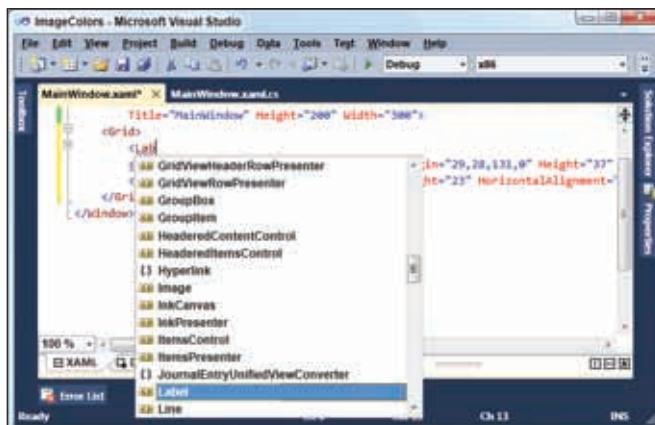 ImageColors - Microsoft Visual Studio
File Edit View Project Build Debug Data Tools Test Window Help
Debug x86
MainWindow.xaml* MainWindow.xaml.cs
Toolbox
Solution Explorer
Properties
Title="MainWindow" Height="200" Width="300">
<Grid>
<Lab
GridViewHeaderRowPresenter
gin="29,28,131,0" Height="37"
GridViewRowPresenter
ht="23" HorizontalAlignment="
</Gri
GroupBox
</Window>
GroupItem
HeaderedContentControl
HeaderedItemsControl
{} Hyperlink
Image
InkCanvas
InkPresenter
ItemsControl
100 %
ItemsPresenter
XAML
{} JournalEntryUnifiedViewConverter
Error List
Label
Line
Ready
Ch 13 INS